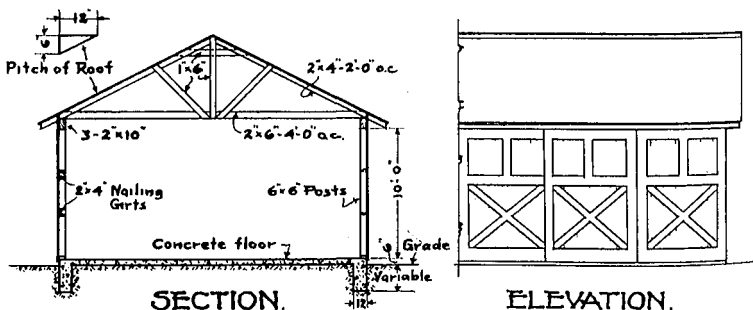 12"
6"
Pitch of Roof
1"x6"
2"x4"-2'-0"o.c
3-2"x10"
2"x6"-4'-0"o.c.
2"x4" Nailing
Girts
6"x6" Posts
10'-0"
Concrete floor
6"
Grade
Variable
12"
SECTION.
ELEVATION.